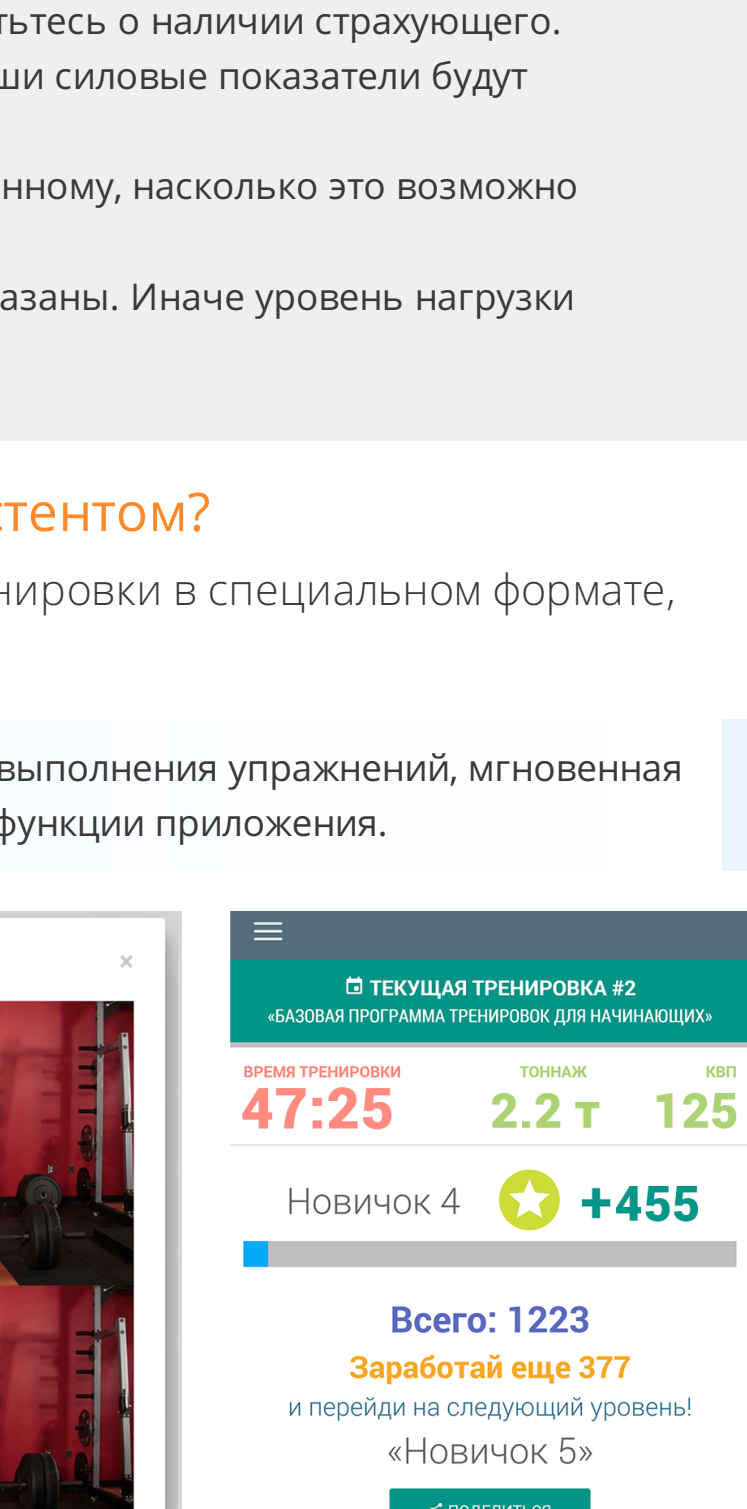 тьтесь о наличии страхующего.
ши силовые показатели будут
нному, насколько это возможно
азаны. Иначе уровень нагрузки
стентом?
нировки в специальном формате,
выполнения упражнений, мгновенная
функции приложения.
×
ТЕКУЩАЯ ТРЕНИРОВКА #2
«БАЗОВАЯ ПРОГРАММА ТРЕНИРОВОК ДЛЯ НАЧИНАЮЩИХ»
ВРЕМЯ ТРЕНИРОВКИ ТОННАЖ КВП
47:25 2.2 т 125
Новичок 4 +455
Всего: 1223
Заработай еще 377
и перейди на следующий уровень!
«Новичок 5»
ПОДЕЛИТЬСЯ